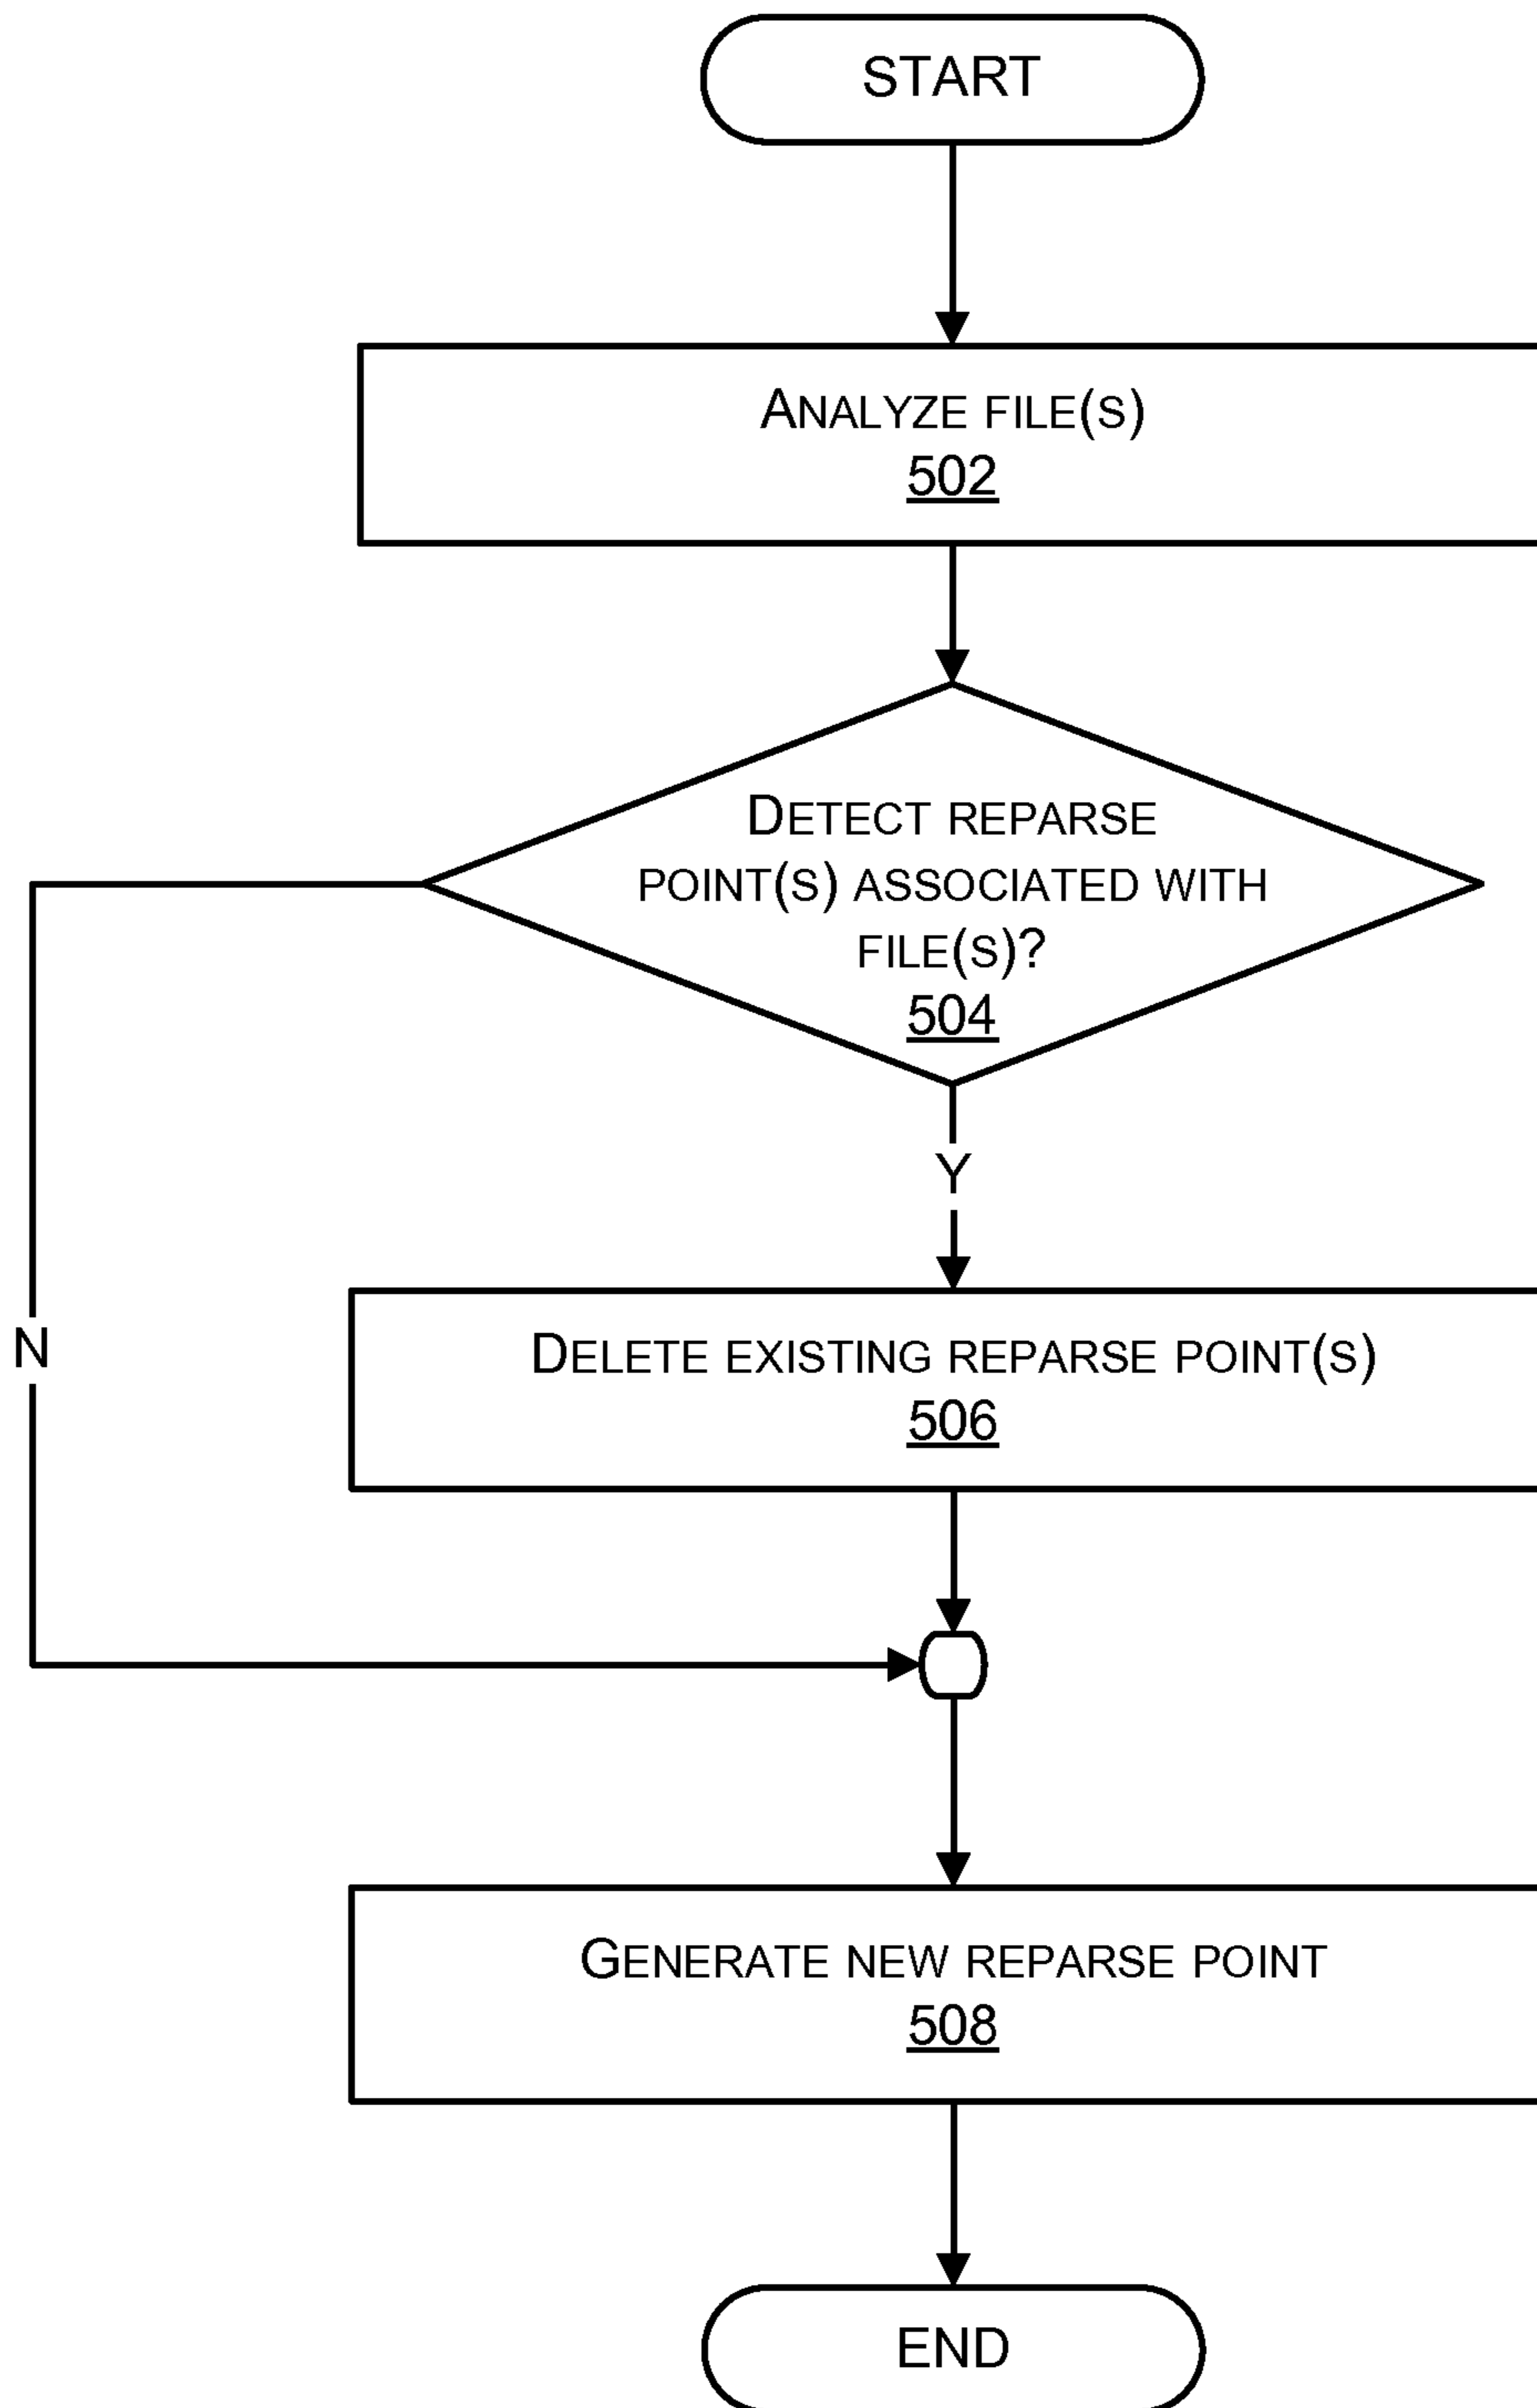 START
ANALYZE FILE(S)
502
DETECT REPARSE
POINT(S) ASSOCIATED WITH
FILE(S)?
504
Y
N
DELETE EXISTING REPARSE POINT(S)
506
GENERATE NEW REPARSE POINT
508
END